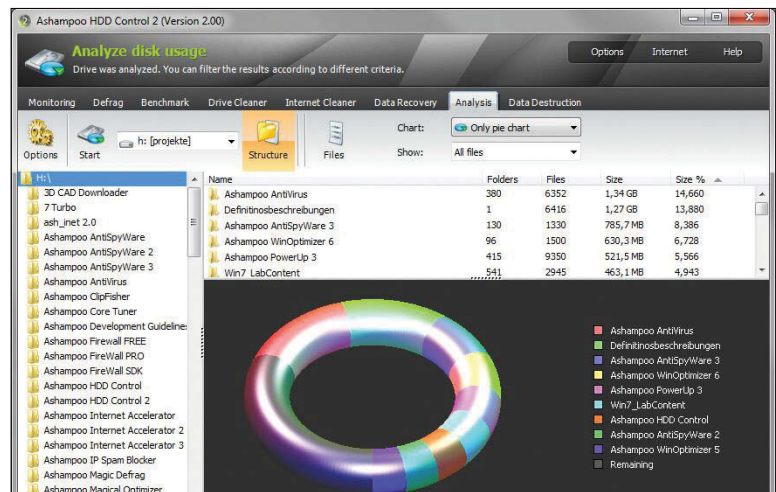 Ashampoo HDD Control 2 (Version 2.00)
Analyze disk usage
Drive was analyzed. You can filter the results according to different criteria.
Options Internet Help
Monitoring Defrag Benchmark Drive Cleaner Internet Cleaner Data Recovery Analysis Data Destruction
Options Start h: [projekte] Structure Files
Chart: Only pie chart
Show: All files
H:\
3D CAD Downloader
7 Turbo
ash_inet 2.0
Ashampoo AntiSpyWare
Ashampoo AntiSpyWare 2
Ashampoo AntiSpyWare 3
Ashampoo AntiVirus
Ashampoo ClipFisher
Ashampoo Core Tuner
Ashampoo Development Guideline
Ashampoo Firewall FREE
Ashampoo FireWall PRO
Ashampoo FireWall SDK
Ashampoo HDD Control
Ashampoo HDD Control 2
Ashampoo Internet Accelerator
Ashampoo Internet Accelerator 2
Ashampoo Internet Accelerator 3
Ashampoo IP Spam Blocker
Ashampoo Magic Defrag
Ashampoo Magical Optimizer
Name Folders Files Size Size %
Ashampoo AntiVirus 380 6352 1,34 GB 14,660
Definitinosbeschreibungen 1 6416 1,27 GB 13,880
Ashampoo AntiSpyWare 3 130 1330 785,7 MB 8,386
Ashampoo WinOptimizer 6 96 1500 630,3 MB 6,728
Ashampoo PowerUp 3 415 9350 521,5 MB 5,566
Win7_LabContent 541 2945 463,1 MB 4,943
Ashampoo AntiVirus
Definitinosbeschreibungen
Ashampoo AntiSpyWare 3
Ashampoo WinOptimizer 6
Ashampoo PowerUp 3
Win7_LabContent
Ashampoo HDD Control
Ashampoo AntiSpyWare 2
Ashampoo WinOptimizer 5
Remaining